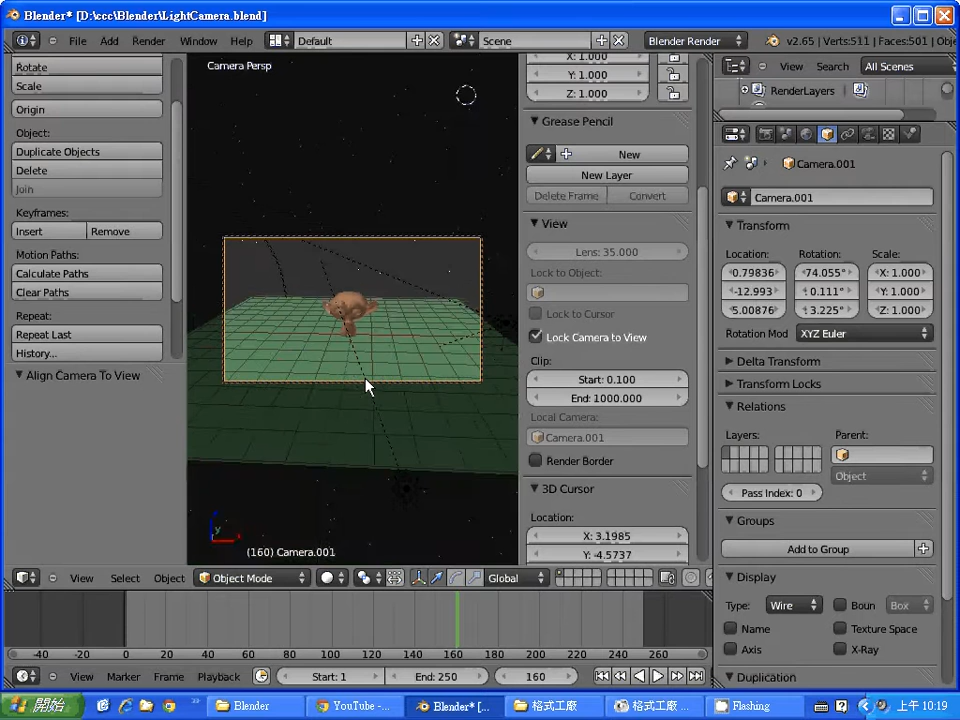 Blender* [D:\ccc\Blender\LightCamera.blend]
File Add Render Window Help Default Scene Blender Render v2.65 | Verts:511 | Faces:501 | Obje
Rotate
Scale
Origin
Object:
Duplicate Objects
Delete
Join
Keyframes:
Insert Remove
Motion Paths:
Calculate Paths
Clear Paths
Repeat:
Repeat Last
History...
Align Camera To View
Camera Persp
(160) Camera.001
X: 1.000
Y: 1.000
Z: 1.000
Grease Pencil
New
New Layer
Delete Frame Convert
View
Lens: 35.000
Lock to Object:
Lock to Cursor
Lock Camera to View
Clip:
Start: 0.100
End: 1000.000
Local Camera:
Camera.001
Render Border
3D Cursor
Location:
X: 3.1985
Y: -4.5737
View Search All Scenes
RenderLayers
Camera.001
Camera.001
Transform
Location: Rotation: Scale:
0.79836 74.055° X: 1.000
-12.993 0.111° Y: 1.000
5.00876 3.225° Z: 1.000
Rotation Mod XYZ Euler
Delta Transform
Transform Locks
Relations
Layers: Parent:
Object
Pass Index: 0
Groups
Add to Group
Display
Type: Wire Boun Box
Name Texture Space
Axis X-Ray
Duplication
View Select Object Object Mode Global
-40 -20 0 20 40 60 80 100 120 140 160 180 200 220 240 260
View Marker Frame Playback Start: 1 End: 250 160
開始 Blender YouTube -... Blender* [... 格式工廠 格式工廠 ... Flashing 上午 10:19